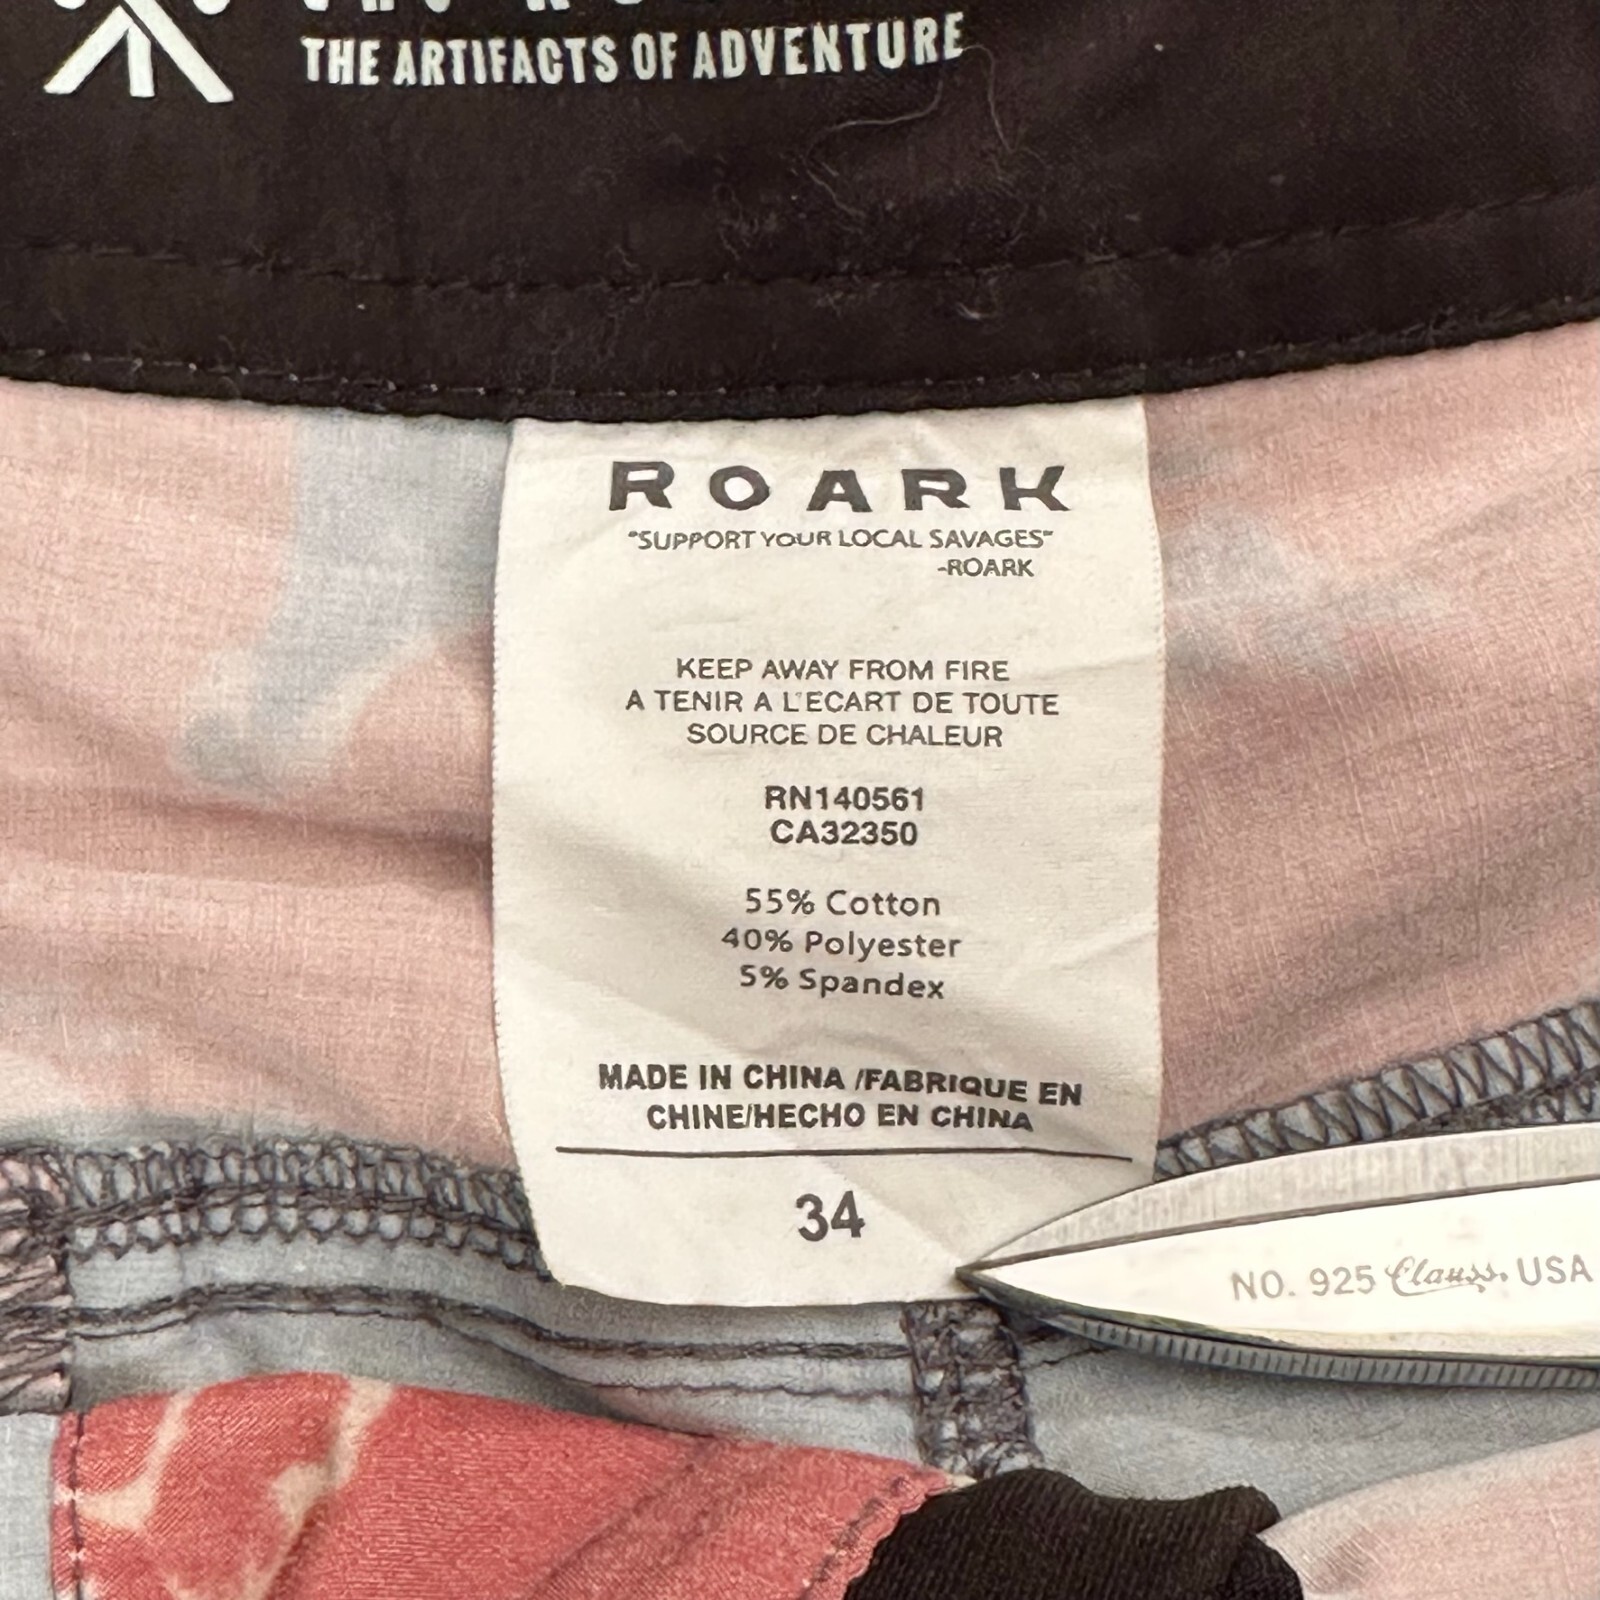 THE ARTIFACTS OF ADVENTURE
ROARK
"SUPPORT YOUR LOCAL SAVAGES"
-ROARK
KEEP AWAY FROM FIRE
A TENIR A L'ECART DE TOUTE
SOURCE DE CHALEUR
RN140561
CA32350
55% Cotton
40% Polyester
5% Spandex
MADE IN CHINA /FABRIQUE EN
CHINE/HECHO EN CHINA
34
NO. 925 Clauss. USA